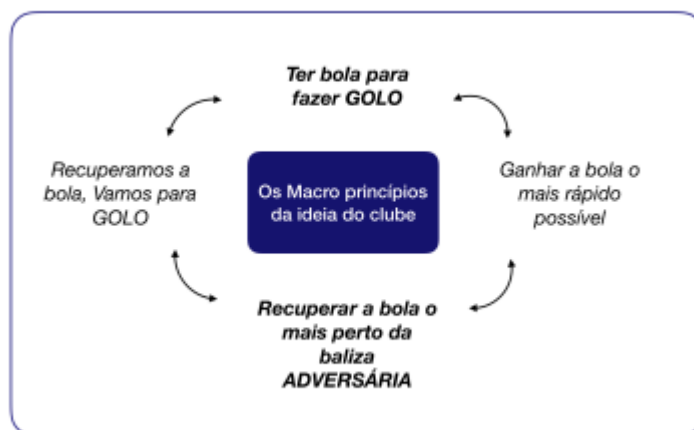 Ter bola para
fazer GOLO
Recuperamos a
bola, Vamos para
GOLO
Os Macro princípios
da ideia do clube
Ganhar a bola o
mais rápido
possível
Recuperar a bola o
mais perto da
baliza
ADVERSÁRIA